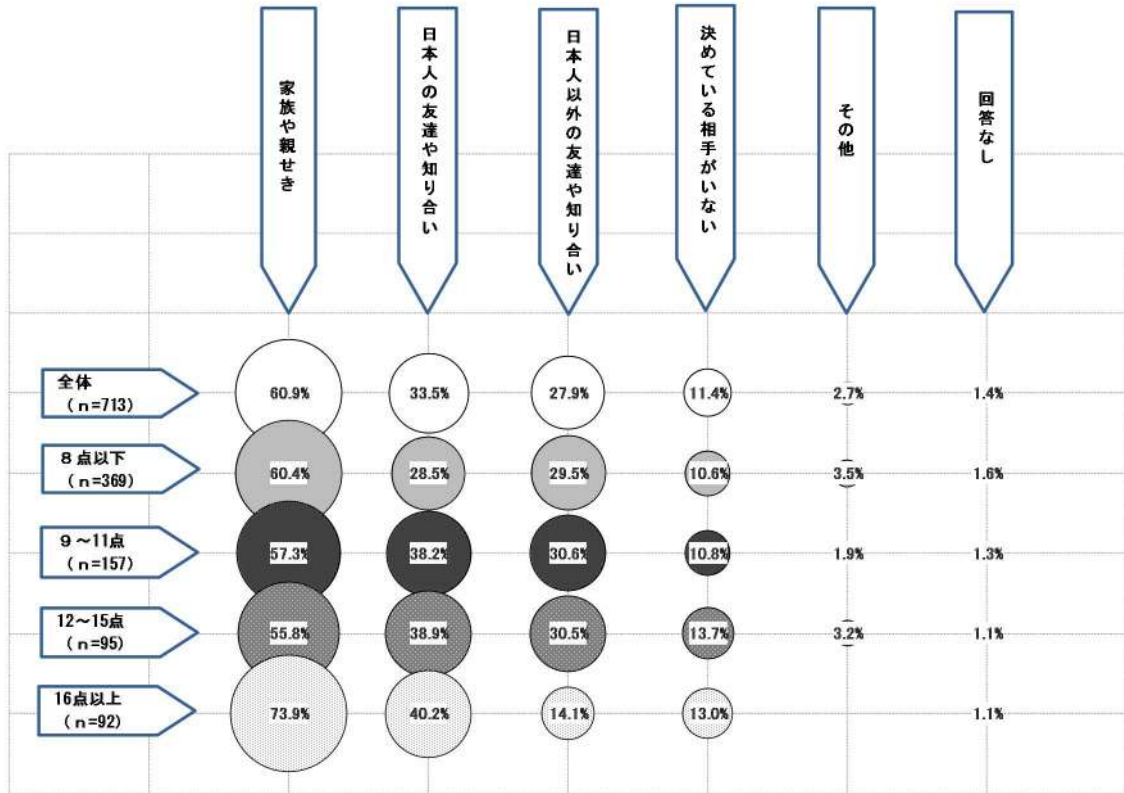 家族や親せき
日本人の友達や知り合い
日本人以外の友達や知り合い
決めている相手がいない
その他
回答なし
全体
（ｎ=713）
60.9%
33.5%
27.9%
11.4%
2.7%
1.4%
８点以下
（ｎ=369）
60.4%
28.5%
29.5%
10.6%
3.5%
1.6%
９～11点
（ｎ=157）
57.3%
38.2%
30.6%
10.8%
1.9%
1.3%
12～15点
（ｎ=95）
55.8%
38.9%
30.5%
13.7%
3.2%
1.1%
16点以上
（ｎ=92）
73.9%
40.2%
14.1%
13.0%
1.1%